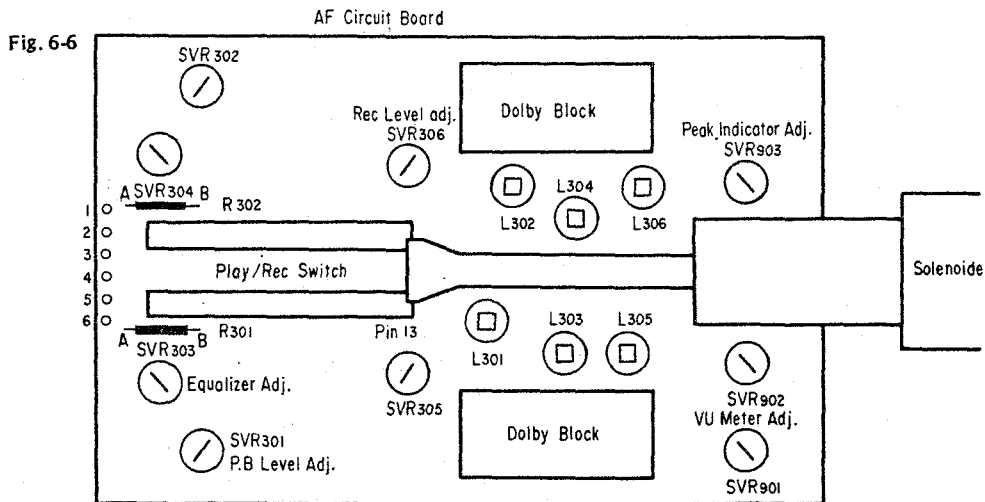 AF Circuit Board
Fig. 6-6
SVR 302
Dolby Block
Rec Level adj.
SVR306
Peak Indicator Adj.
SVR903
A SVR304 B
R302
L304
L302
L306
1
2
3
4
5
6
Play/Rec Switch
Solenoide
A B
R301
Pin 13
SVR303
L301
L303
L305
Equalizer Adj.
SVR305
SVR902
VU Meter Adj.
SVR301
P.B Level Adj.
Dolby Block
SVR901